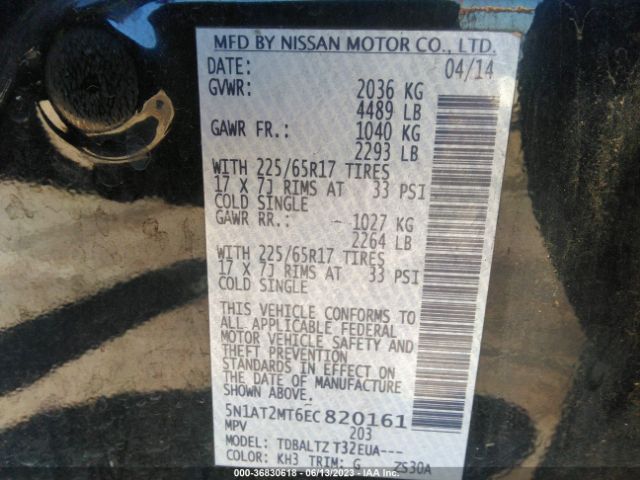 MFD BY NISSAN MOTOR CO., LTD.
DATE: 04/14
GVWR: 2036 KG
4489 LB
GAWR FR.: 1040 KG
2293 LB
WITH 225/65R17 TIRES
17 X 7J RIMS AT 33 PSI
COLD SINGLE
GAWR RR.: 1027 KG
2264 LB
WITH 225/65R17 TIRES
17 X 7J RIMS AT 33 PSI
COLD SINGLE
THIS VEHICLE CONFORMS TO
ALL APPLICABLE FEDERAL
MOTOR VEHICLE SAFETY AND
THEFT PREVENTION
STANDARDS IN EFFECT ON
THE DATE OF MANUFACTURE
SHOWN ABOVE.
5N1AT2MT6EC820161
MPV 203
MODEL: TDBALTZ T32EUA---
COLOR: KH3 TRIM: G ZS30A
IAAI - 36830618 - 06/13/2023 - IAAI